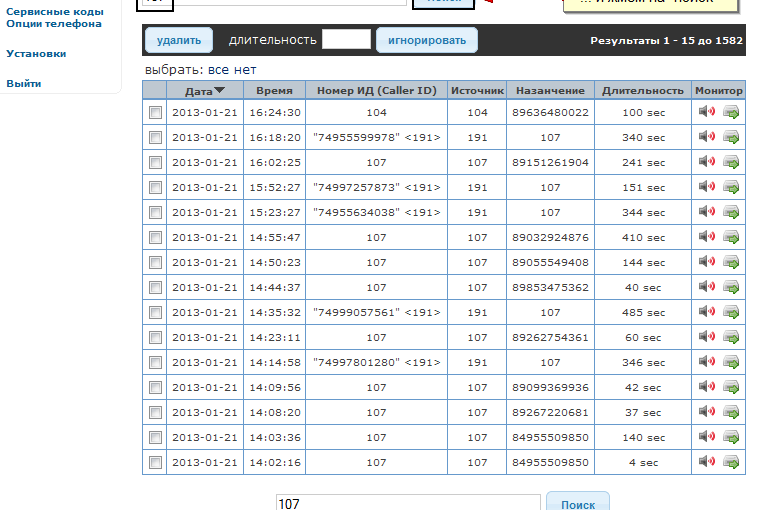 Сервисные коды
Опции телефона
Установки
Выйти
удалить длительность игнорировать Результаты 1 - 15 до 1582
выбрать: все нет
Дата Время Номер ИД (Caller ID) Источник Назанчение Длительность Монитор
2013-01-21 16:24:30 104 104 89636480022 100 sec
2013-01-21 16:18:20 "74955599978" <191> 191 107 340 sec
2013-01-21 16:02:25 107 107 89151261904 241 sec
2013-01-21 15:52:27 "74997257873" <191> 191 107 151 sec
2013-01-21 15:23:27 "74955634038" <191> 191 107 344 sec
2013-01-21 14:55:47 107 107 89032924876 410 sec
2013-01-21 14:50:23 107 107 89055549408 144 sec
2013-01-21 14:44:37 107 107 89853475362 40 sec
2013-01-21 14:35:32 "74999057561" <191> 191 107 485 sec
2013-01-21 14:23:11 107 107 89262754361 60 sec
2013-01-21 14:14:58 "74997801280" <191> 191 107 346 sec
2013-01-21 14:09:56 107 107 89099369936 42 sec
2013-01-21 14:08:20 107 107 89267220681 37 sec
2013-01-21 14:03:36 107 107 84955509850 140 sec
2013-01-21 14:02:16 107 107 84955509850 4 sec
107 Поиск